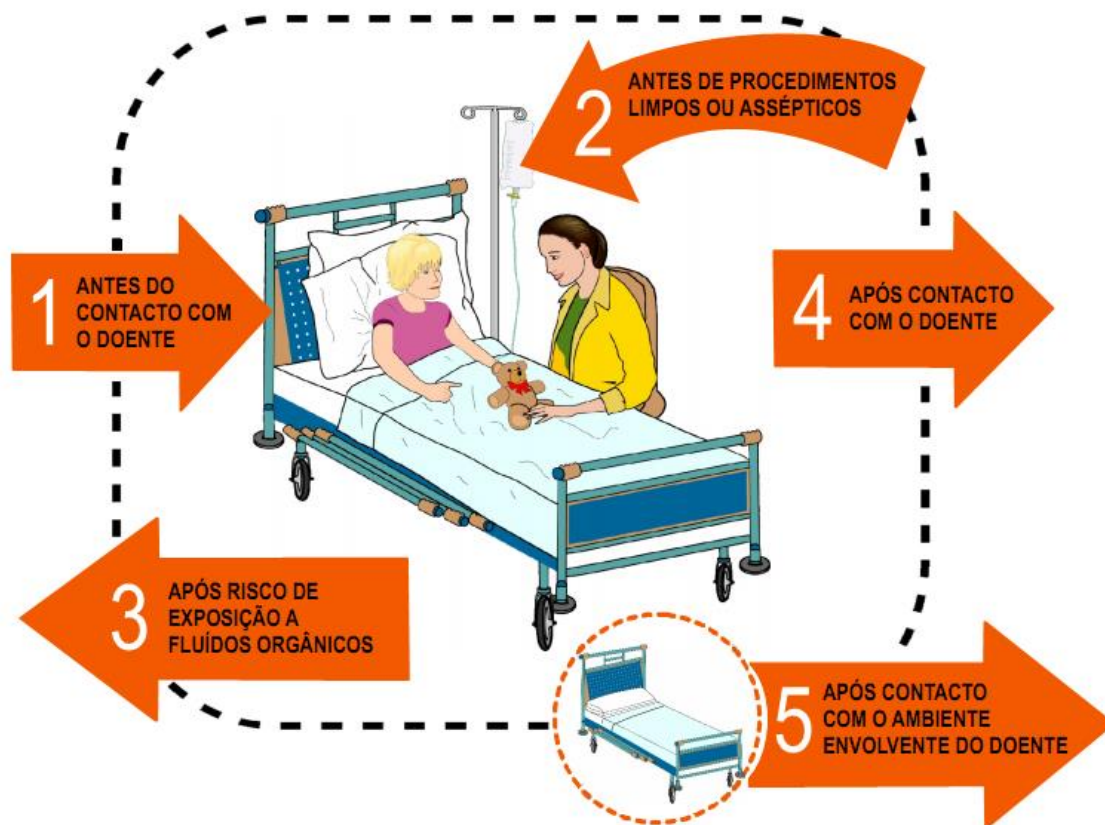 1
ANTES DO
CONTACTO COM
O DOENTE
2
ANTES DE PROCEDIMENTOS
LIMPOS OU ASSÉPTICOS
3
APÓS RISCO DE
EXPOSIÇÃO A
FLUÍDOS ORGÂNICOS
4
APÓS CONTACTO
COM O DOENTE
5
APÓS CONTACTO
COM O AMBIENTE
ENVOLVENTE DO DOENTE